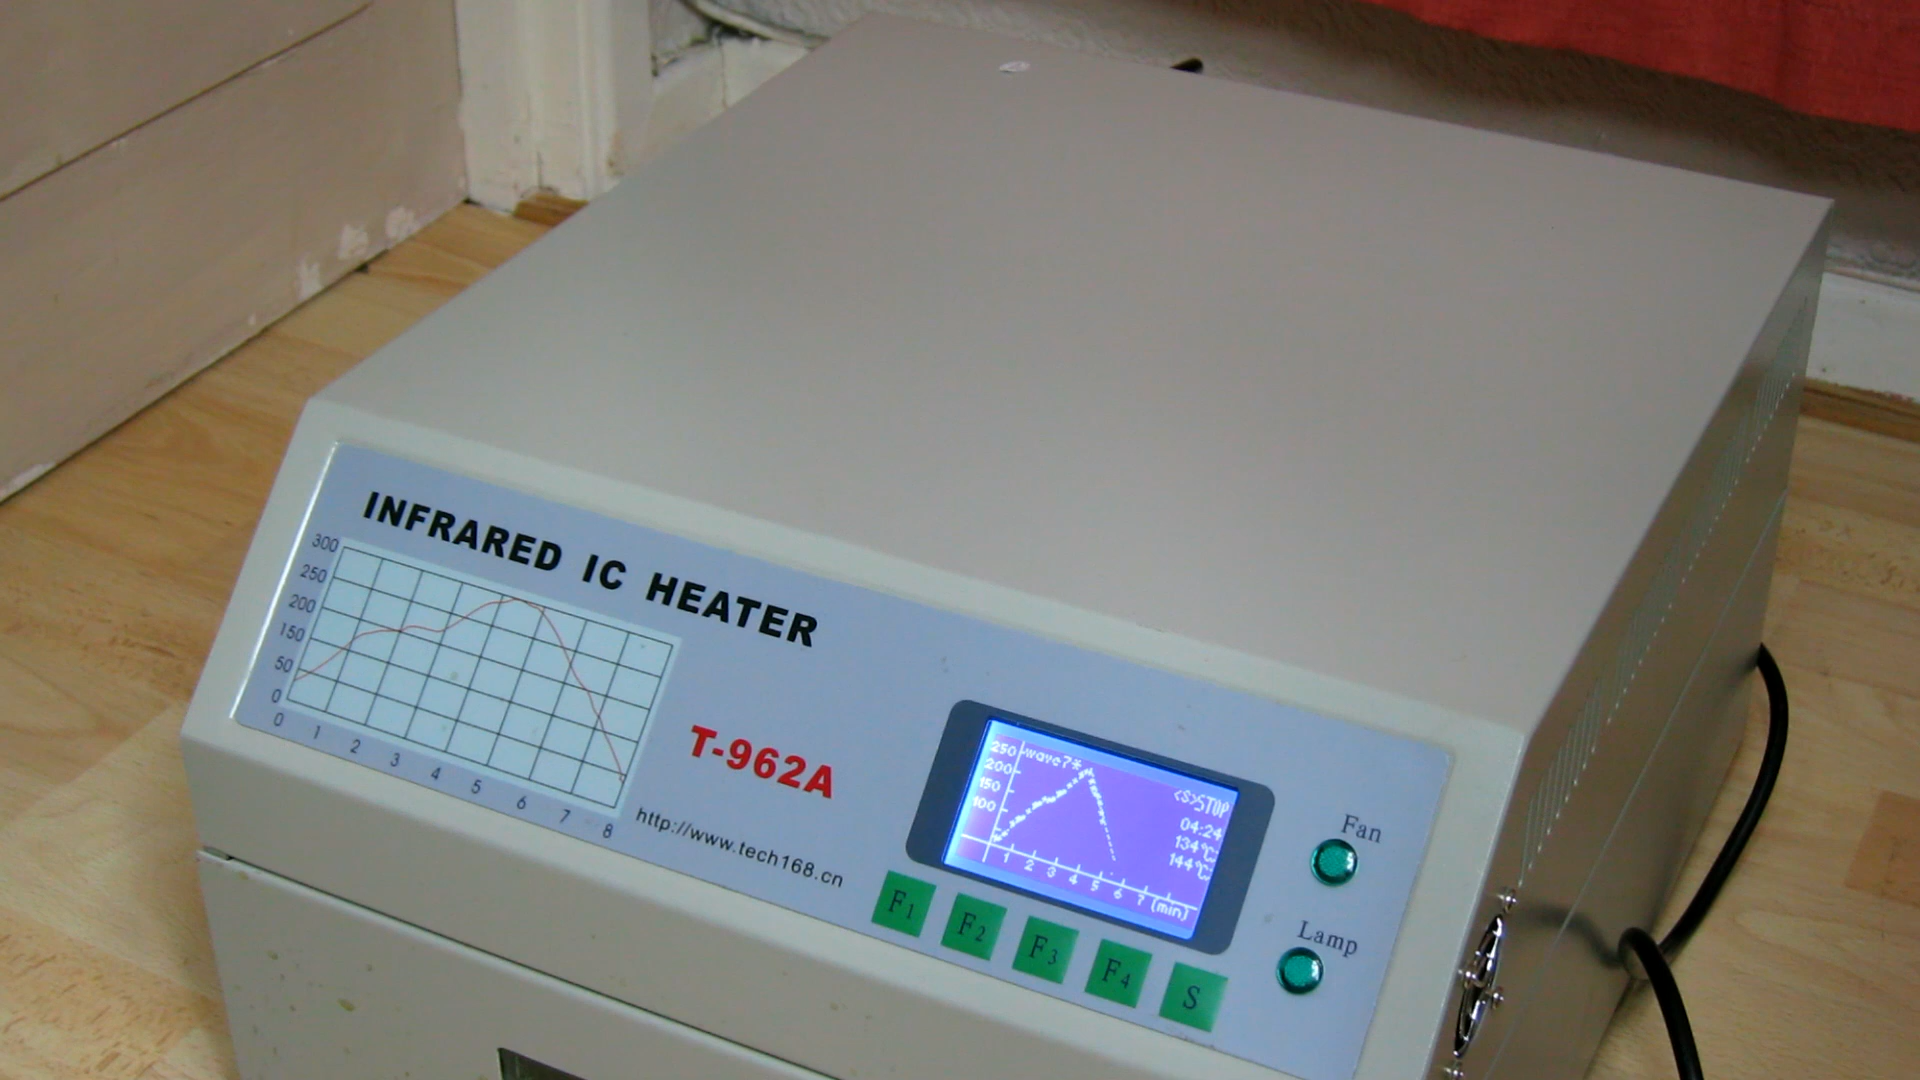 INFRARED IC HEATER
300
250
200
150
50
0
0 1 2 3 4 5 6 7 8
T-962A
http://www.tech168.cn
250 wave7*
200 <S>STOP
150 04:24
100 134℃
144℃
1 2 3 4 5 6 7 (min)
Fan
Lamp
F1 F2 F3 F4 S